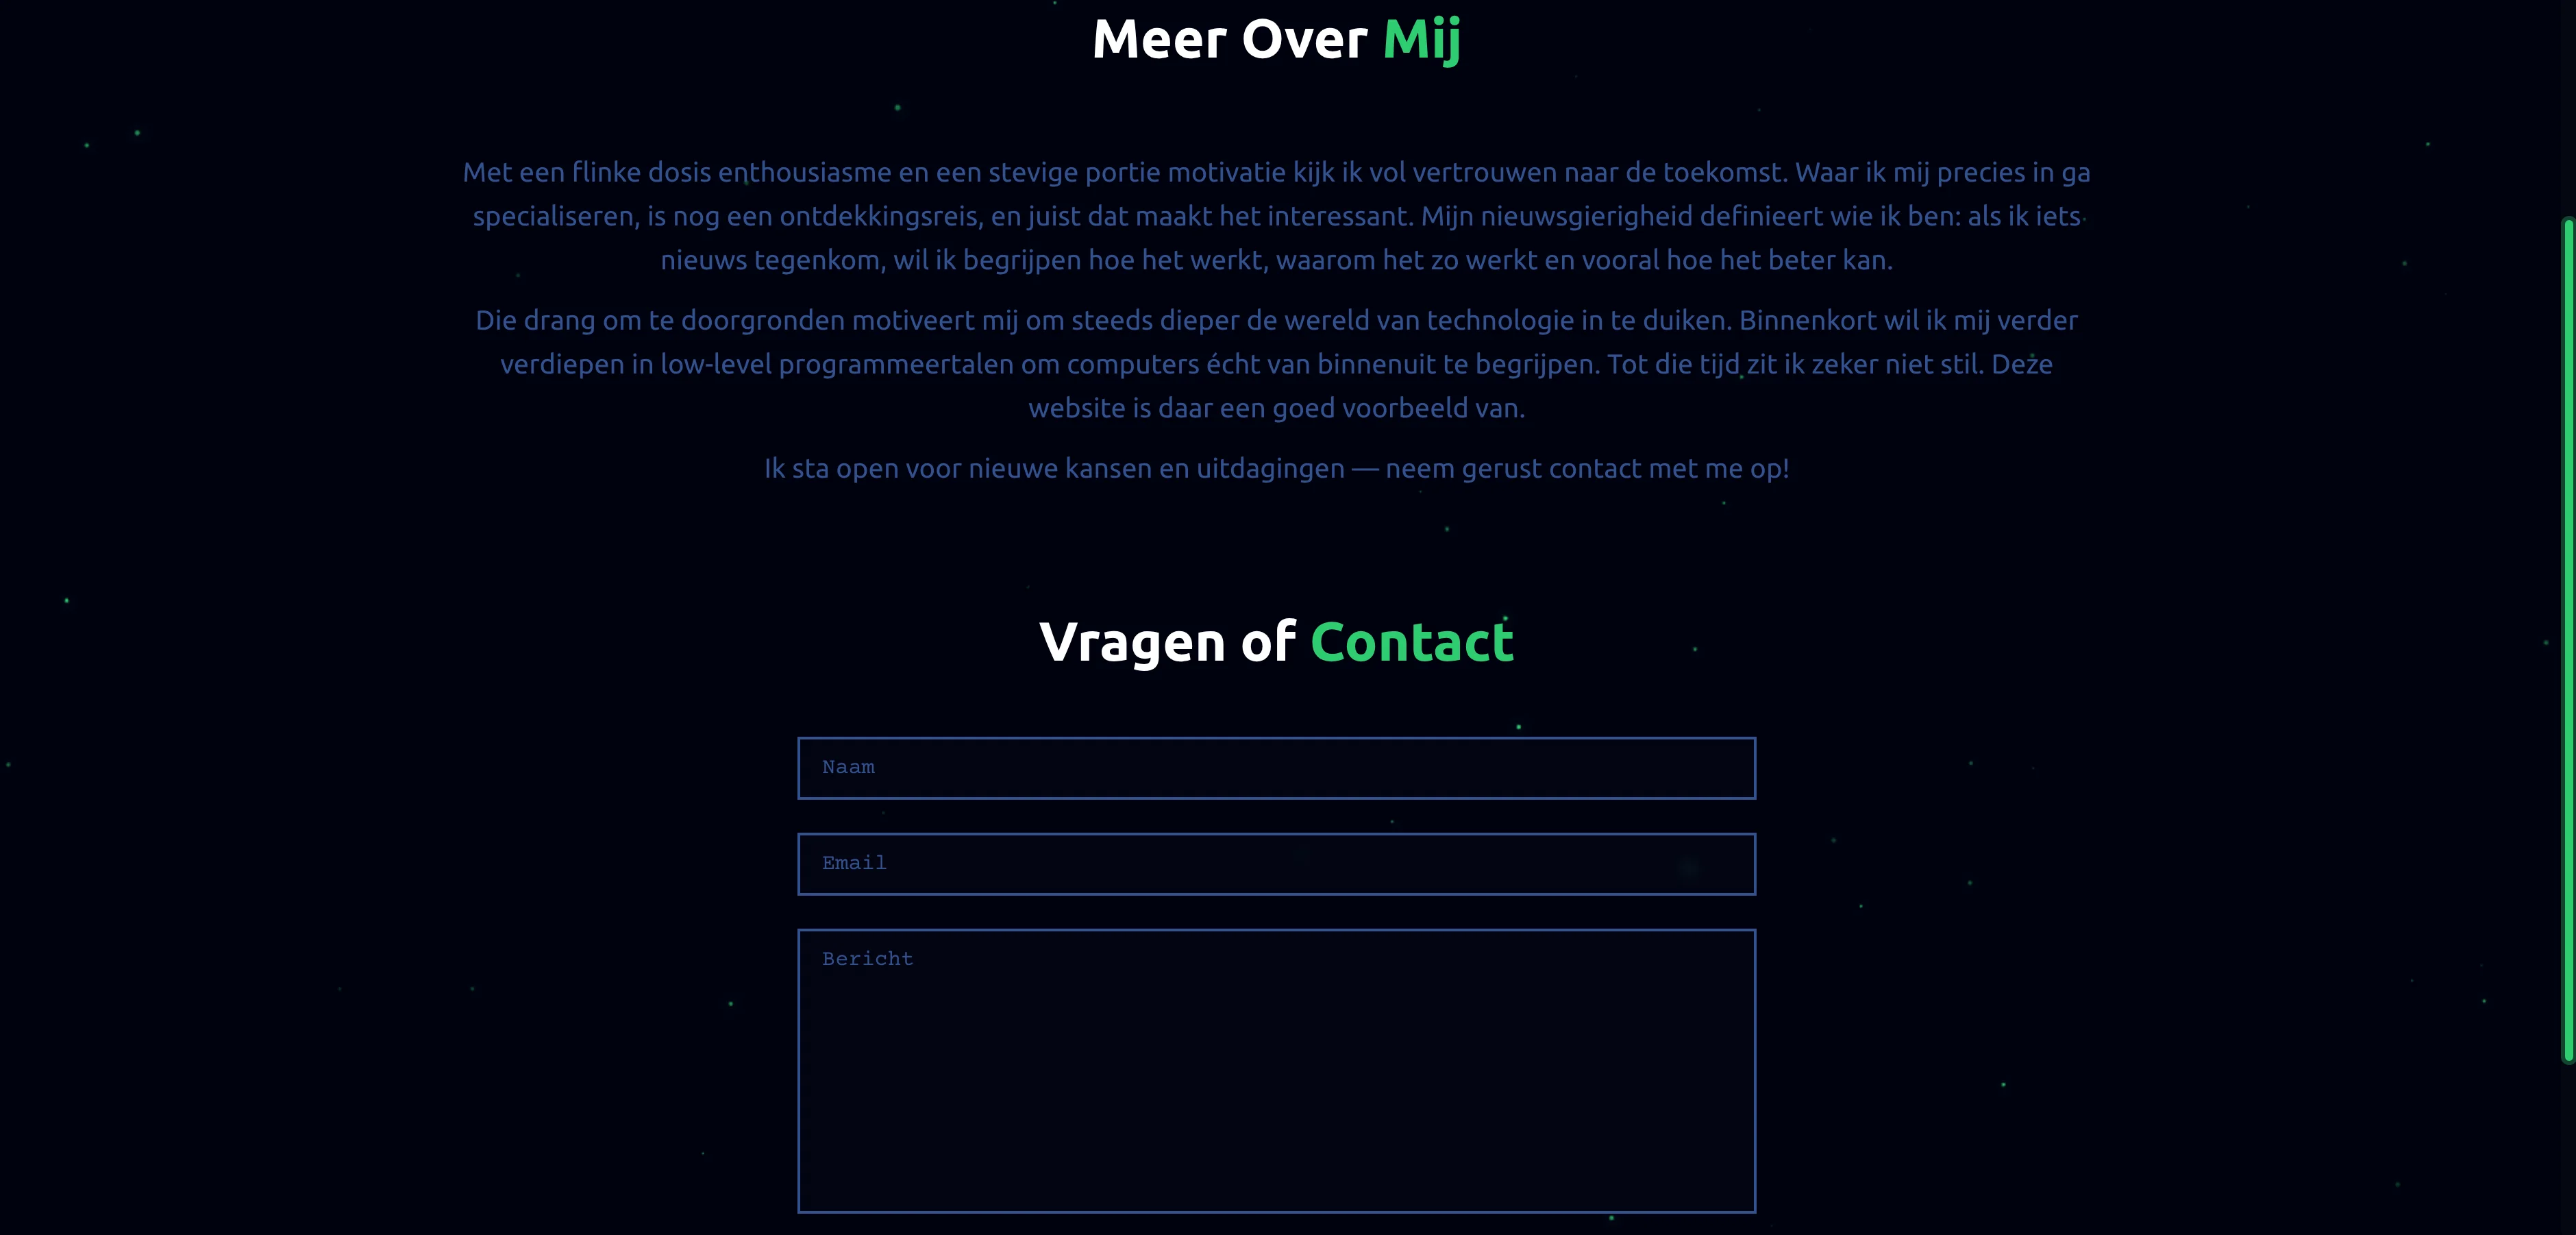 Meer Over Mij
Met een flinke dosis enthousiasme en een stevige portie motivatie kijk ik vol vertrouwen naar de toekomst. Waar ik mij precies in ga
specialiseren, is nog een ontdekkingsreis, en juist dat maakt het interessant. Mijn nieuwsgierigheid definieert wie ik ben: als ik iets
nieuws tegenkom, wil ik begrijpen hoe het werkt, waarom het zo werkt en vooral hoe het beter kan.
Die drang om te doorgronden motiveert mij om steeds dieper de wereld van technologie in te duiken. Binnenkort wil ik mij verder
verdiepen in low-level programmeertalen om computers écht van binnenuit te begrijpen. Tot die tijd zit ik zeker niet stil. Deze
website is daar een goed voorbeeld van.
Ik sta open voor nieuwe kansen en uitdagingen — neem gerust contact met me op!
Vragen of Contact
Naam
Email
Bericht